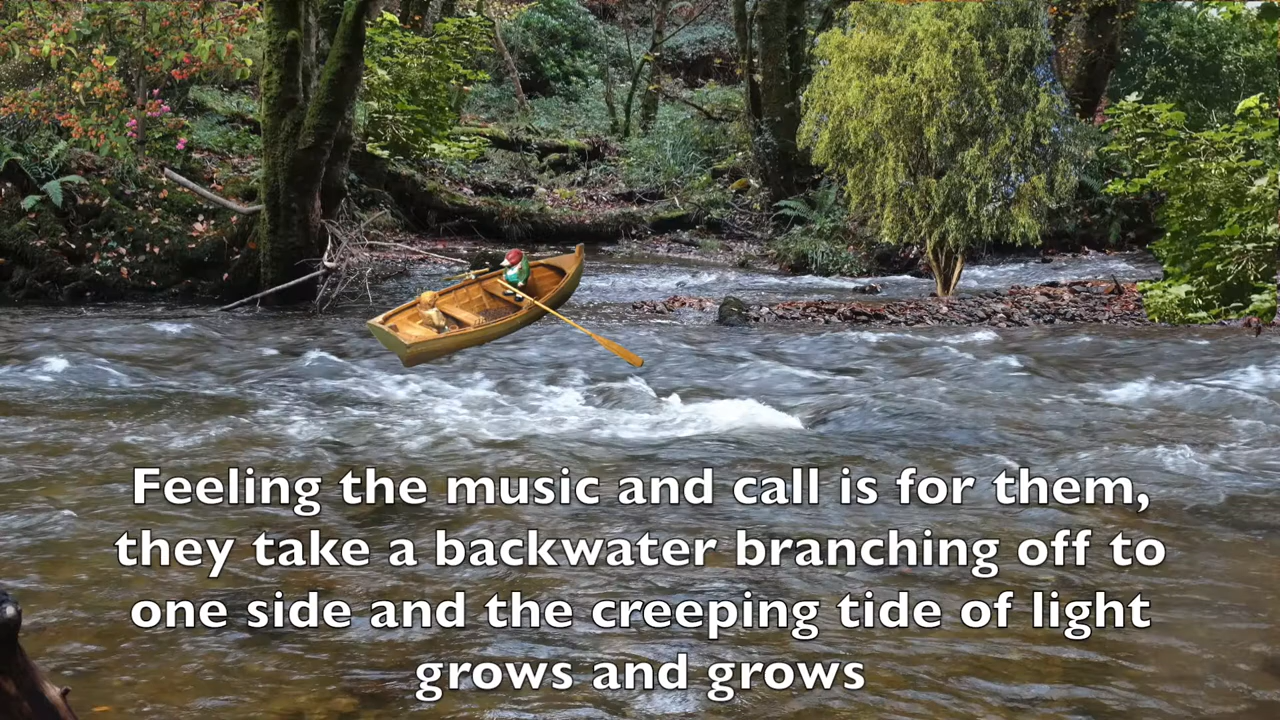 Feeling the music and call is for them,
they take a backwater branching off to
one side and the creeping tide of light
grows and grows